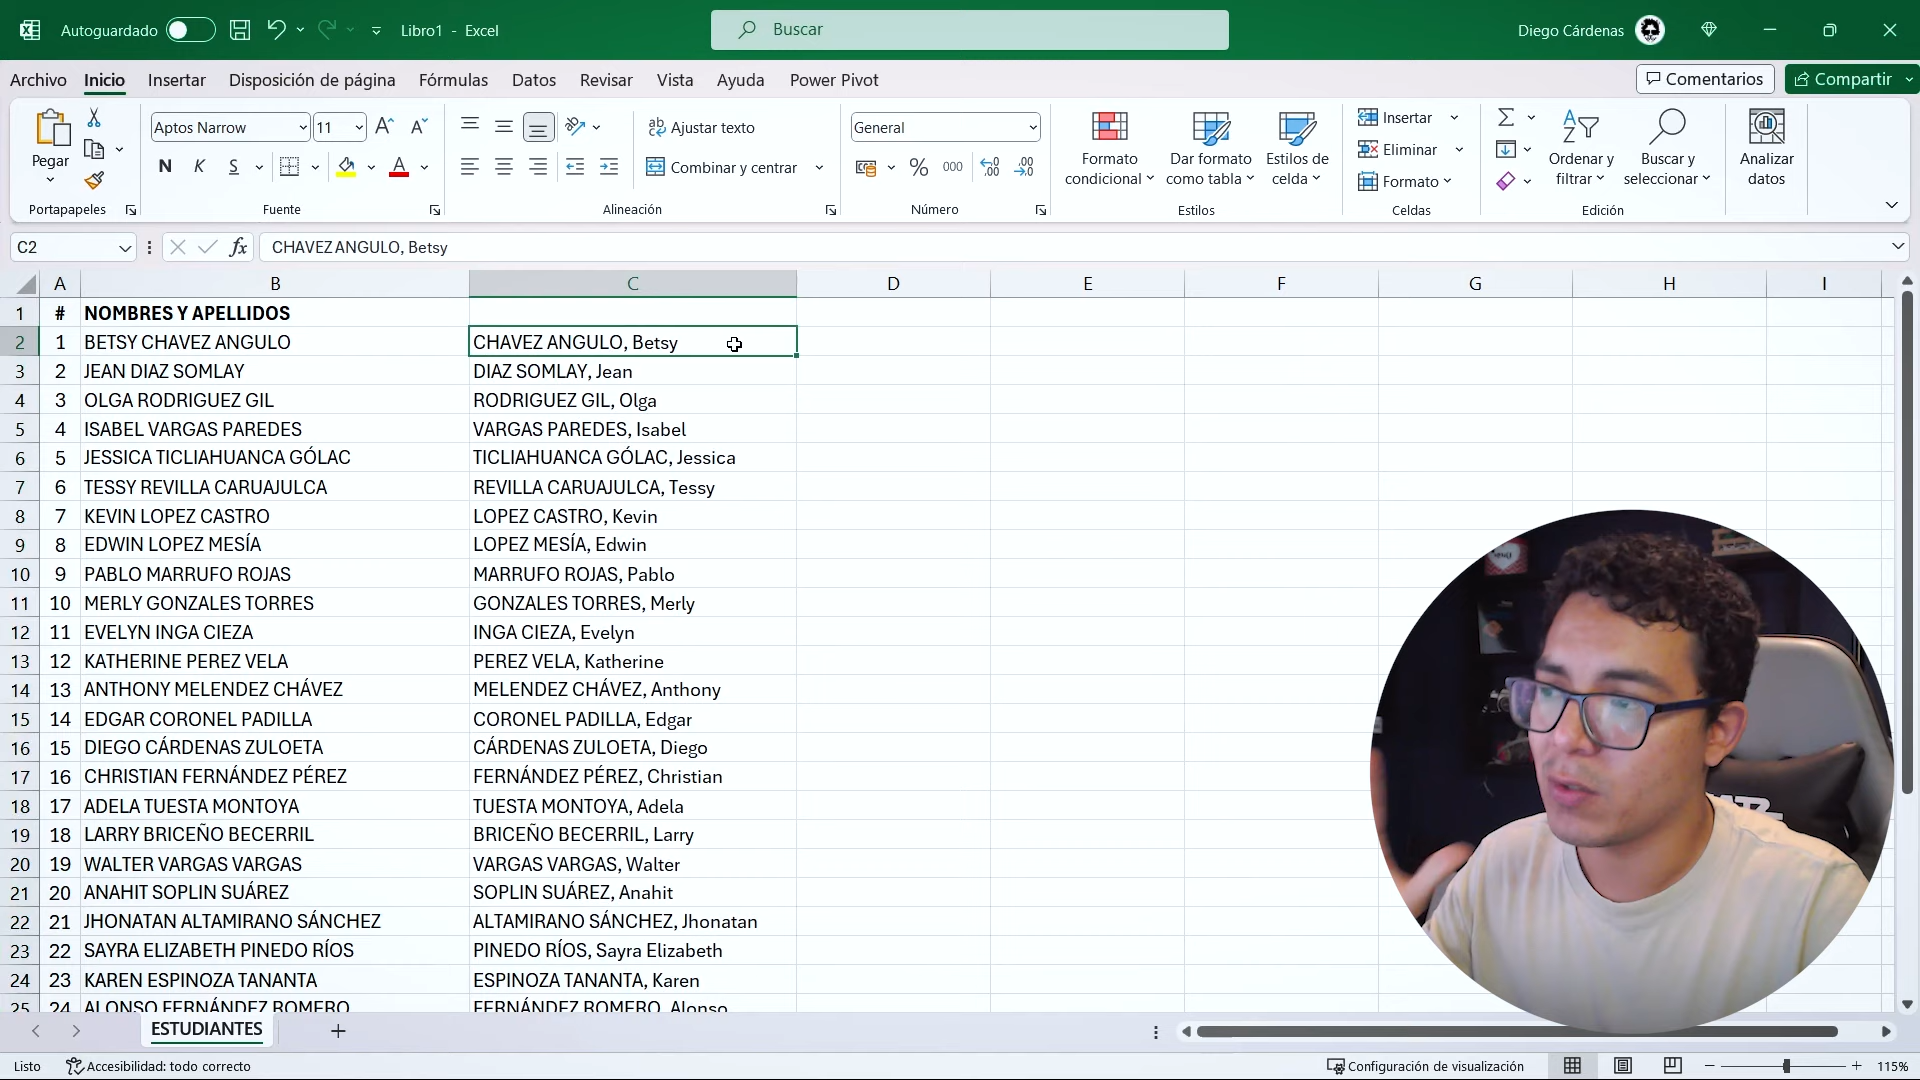 Autoguardado Libro1 - Excel Buscar Diego Cárdenas
Archivo Inicio Insertar Disposición de página Fórmulas Datos Revisar Vista Ayuda Power Pivot Comentarios Compartir
Pegar
Portapapeles
Aptos Narrow 11
N K S
Fuente
Ajustar texto
Combinar y centrar
Alineación
General
% 000
Número
Formato condicional
Dar formato como tabla
Estilos de celda
Estilos
Insertar
Eliminar
Formato
Celdas
Ordenar y filtrar
Buscar y seleccionar
Edición
Analizar datos
C2 fx CHAVEZ ANGULO, Betsy
A B C D E F G H I
1 # NOMBRES Y APELLIDOS
2 1 BETSY CHAVEZ ANGULO CHAVEZ ANGULO, Betsy
3 2 JEAN DIAZ SOMLAY DIAZ SOMLAY, Jean
4 3 OLGA RODRIGUEZ GIL RODRIGUEZ GIL, Olga
5 4 ISABEL VARGAS PAREDES VARGAS PAREDES, Isabel
6 5 JESSICA TICLIAHUANCA GÓLAC TICLIAHUANCA GÓLAC, Jessica
7 6 TESSY REVILLA CARUAJULCA REVILLA CARUAJULCA, Tessy
8 7 KEVIN LOPEZ CASTRO LOPEZ CASTRO, Kevin
9 8 EDWIN LOPEZ MESÍA LOPEZ MESÍA, Edwin
10 9 PABLO MARRUFO ROJAS MARRUFO ROJAS, Pablo
11 10 MERLY GONZALES TORRES GONZALES TORRES, Merly
12 11 EVELYN INGA CIEZA INGA CIEZA, Evelyn
13 12 KATHERINE PEREZ VELA PEREZ VELA, Katherine
14 13 ANTHONY MELENDEZ CHÁVEZ MELENDEZ CHÁVEZ, Anthony
15 14 EDGAR CORONEL PADILLA CORONEL PADILLA, Edgar
16 15 DIEGO CÁRDENAS ZULOETA CÁRDENAS ZULOETA, Diego
17 16 CHRISTIAN FERNÁNDEZ PÉREZ FERNÁNDEZ PÉREZ, Christian
18 17 ADELA TUESTA MONTOYA TUESTA MONTOYA, Adela
19 18 LARRY BRICEÑO BECERRIL BRICEÑO BECERRIL, Larry
20 19 WALTER VARGAS VARGAS VARGAS VARGAS, Walter
21 20 ANAHIT SOPLIN SUÁREZ SOPLIN SUÁREZ, Anahit
22 21 JHONATAN ALTAMIRANO SÁNCHEZ ALTAMIRANO SÁNCHEZ, Jhonatan
23 22 SAYRA ELIZABETH PINEDO RÍOS PINEDO RÍOS, Sayra Elizabeth
24 23 KAREN ESPINOZA TANANTA ESPINOZA TANANTA, Karen
25 24 ALONSO FERNÁNDEZ ROMERO FERNÁNDEZ ROMERO, Alonso
ESTUDIANTES
Listo Accesibilidad: todo correcto Configuración de visualización 115%